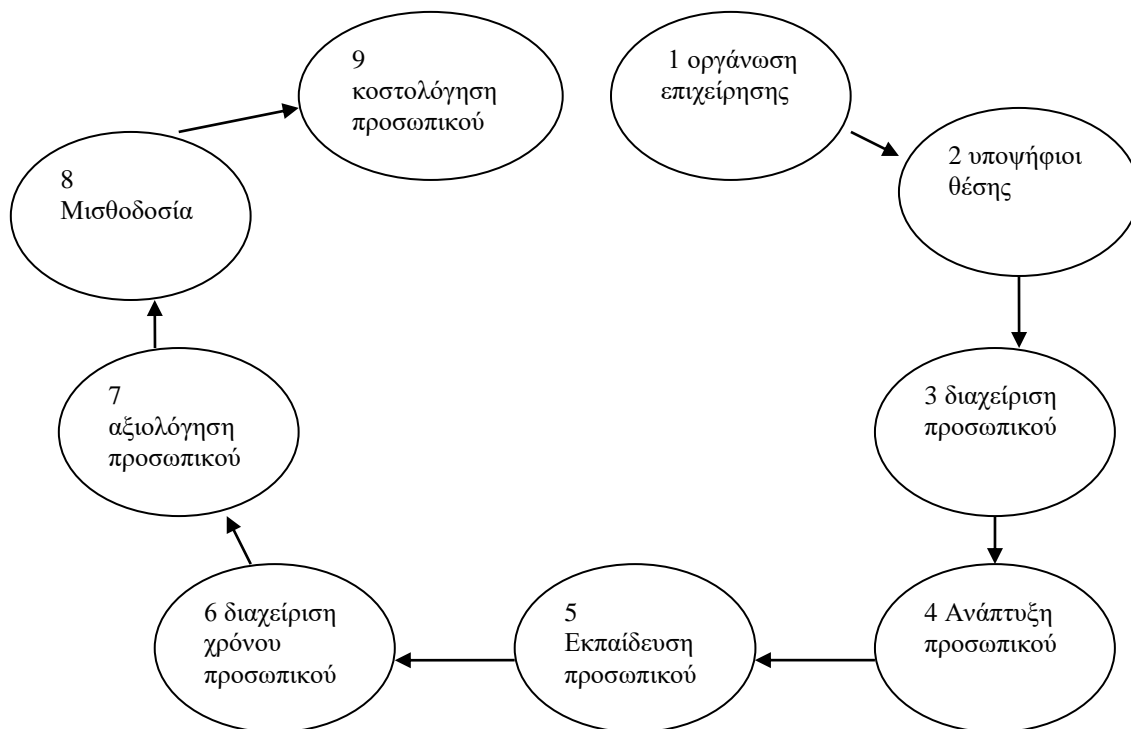 1 οργάνωση
επιχείρησης
2 υποψήφιοι
θέσης
3 διαχείριση
προσωπικού
4 Ανάπτυξη
προσωπικού
5
Εκπαίδευση
προσωπικού
6 διαχείριση
χρόνου
προσωπικού
7
αξιολόγηση
προσωπικού
8
Μισθοδοσία
9
κοστολόγηση
προσωπικού